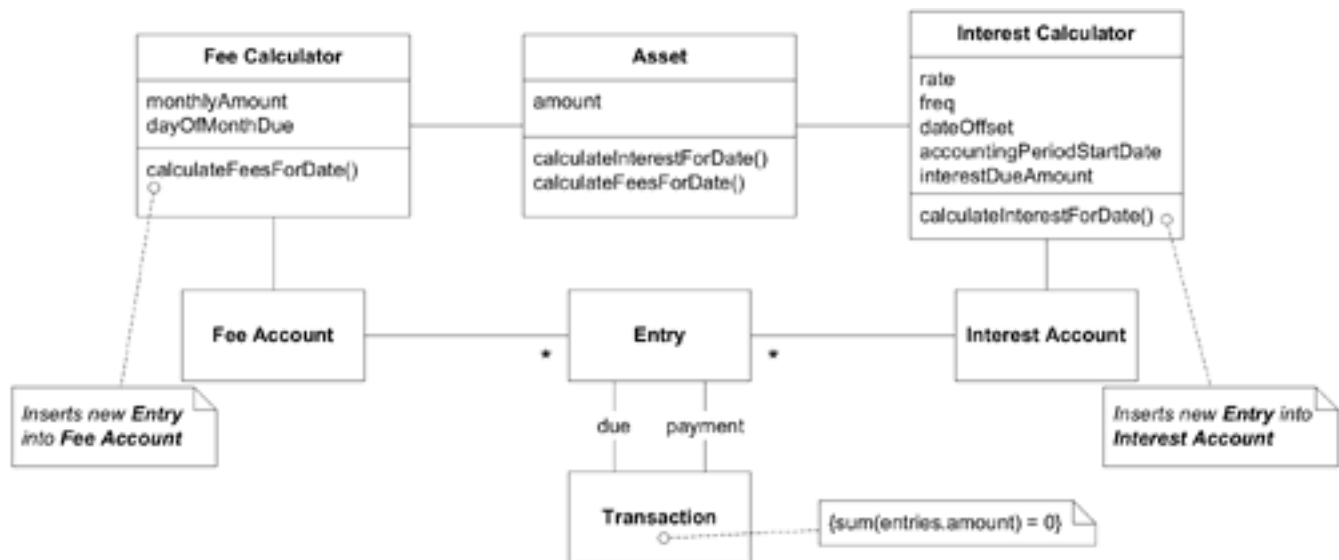 Fee Calculator
monthlyAmount
dayOfMonthDue
calculateFeesForDate()
Asset
amount
calculateInterestForDate()
calculateFeesForDate()
Interest Calculator
rate
freq
dateOffset
accountingPeriodStartDate
interestDueAmount
calculateInterestForDate()
Fee Account
*
Entry
*
Interest Account
Inserts new Entry
into Fee Account
due
payment
Inserts new Entry into
Interest Account
Transaction
{sum(entries.amount) = 0}